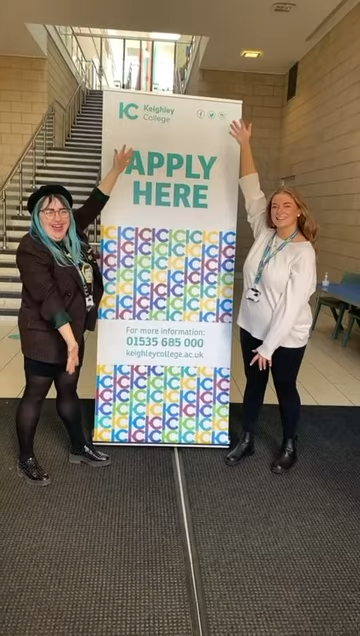 KC Keighley
College
APPLY
HERE
For more information:
01535 685 000
keighleycollege.ac.uk